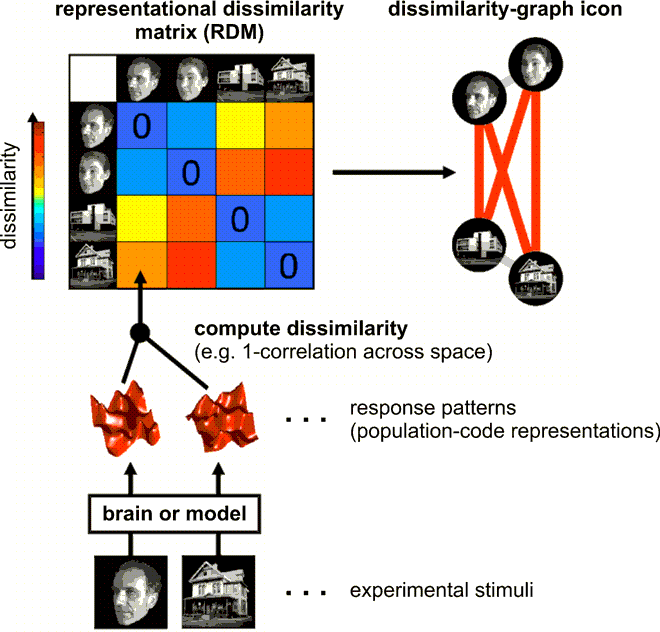 representational dissimilarity
matrix (RDM)
dissimilarity-graph icon
dissimilarity
0
0
0
0
compute dissimilarity
(e.g. 1-correlation across space)
. . .
response patterns
(population-code representations)
brain or model
. . .
experimental stimuli